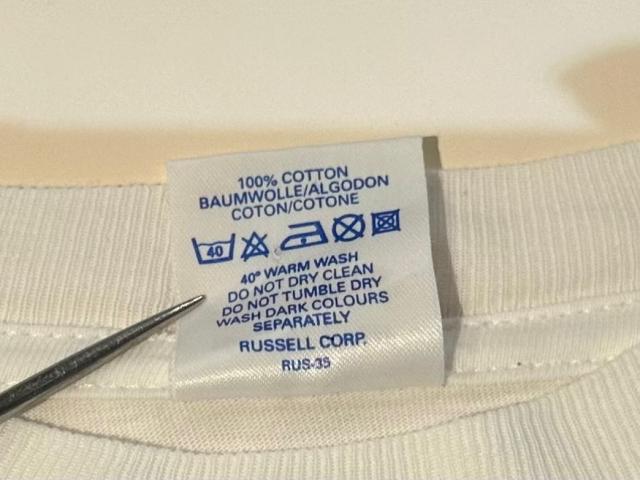 100% COTTON
BAUMWOLLE/ALGODON
COTON/COTONE
40
40° WARM WASH
DO NOT DRY CLEAN
DO NOT TUMBLE DRY
WASH DARK COLOURS
SEPARATELY
RUSSELL CORP.
RUS-35